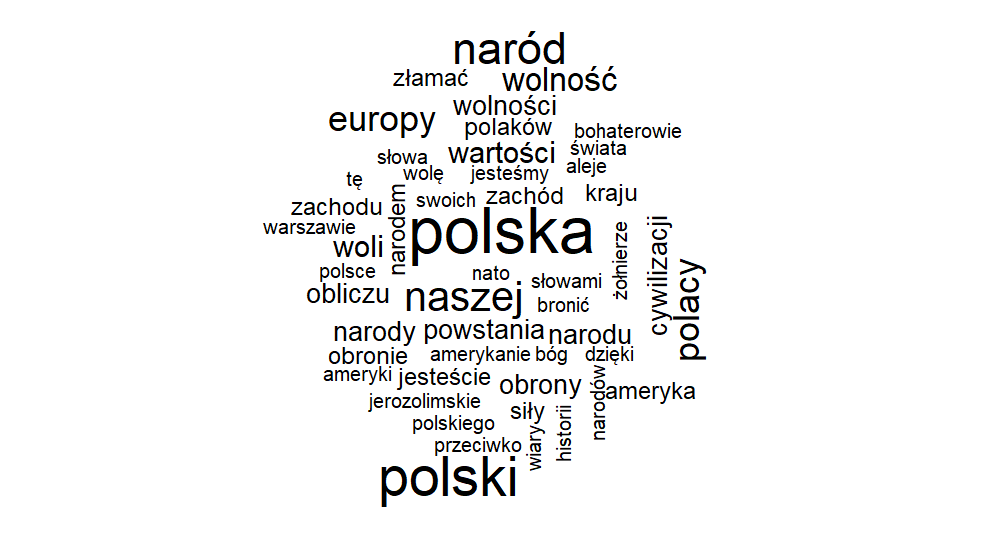 naród
złamać wolność
wolności
europy polaków bohaterowie
słowa wartości świata
tę wolę jesteśmy aleje
zachodu narodem swoich zachód kraju
warszawie polska
woli żołnierze cywilizacji
polsce nato słowami polacy
obliczu naszej bronić
narody powstania narodu
obronie amerykanie bóg dzięki
ameryki jesteście obrony narodów ameryka
jerozolimskie siły historii
polskiego wiary
przeciwko
polski